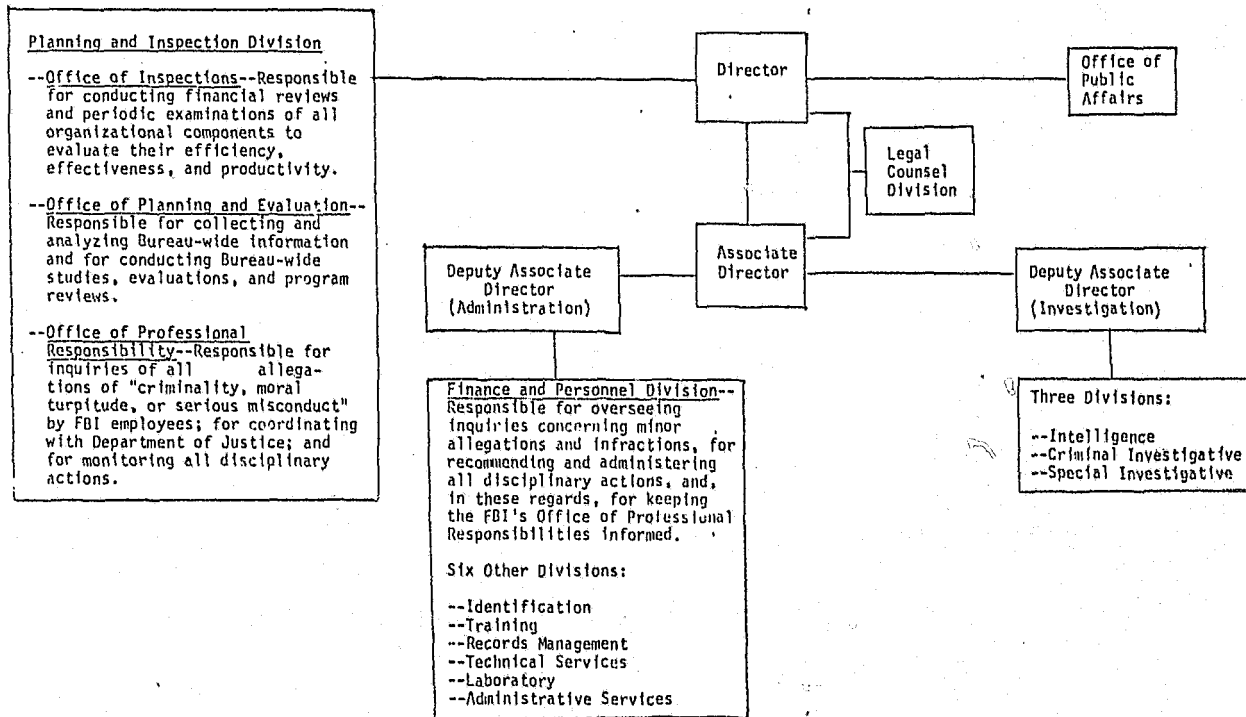 Planning and Inspection Division
--Office of Inspections--Responsible
for conducting financial reviews
and periodic examinations of all
organizational components to
evaluate their efficiency,
effectiveness, and productivity.
--Office of Planning and Evaluation--
Responsible for collecting and
analyzing Bureau-wide information
and for conducting Bureau-wide
studies, evaluations, and program
reviews.
--Office of Professional
Responsibility--Responsible for
inquiries of all allega-
tions of "criminality, moral
turpitude, or serious misconduct"
by FBI employees; for coordinating
with Department of Justice; and
for monitoring all disciplinary
actions.
Director
Office of
Public
Affairs
Legal
Counsel
Division
Associate
Director
Deputy Associate
Director
(Administration)
Deputy Associate
Director
(Investigation)
Finance and Personnel Division--
Responsible for overseeing
inquiries concerning minor
allegations and infractions, for
recommending and administering
all disciplinary actions, and,
in these regards, for keeping
the FBI's Office of Professional
Responsibilities informed.
Six Other Divisions:
--Identification
--Training
--Records Management
--Technical Services
--Laboratory
--Administrative Services
Three Divisions:
--Intelligence
--Criminal Investigative
--Special Investigative